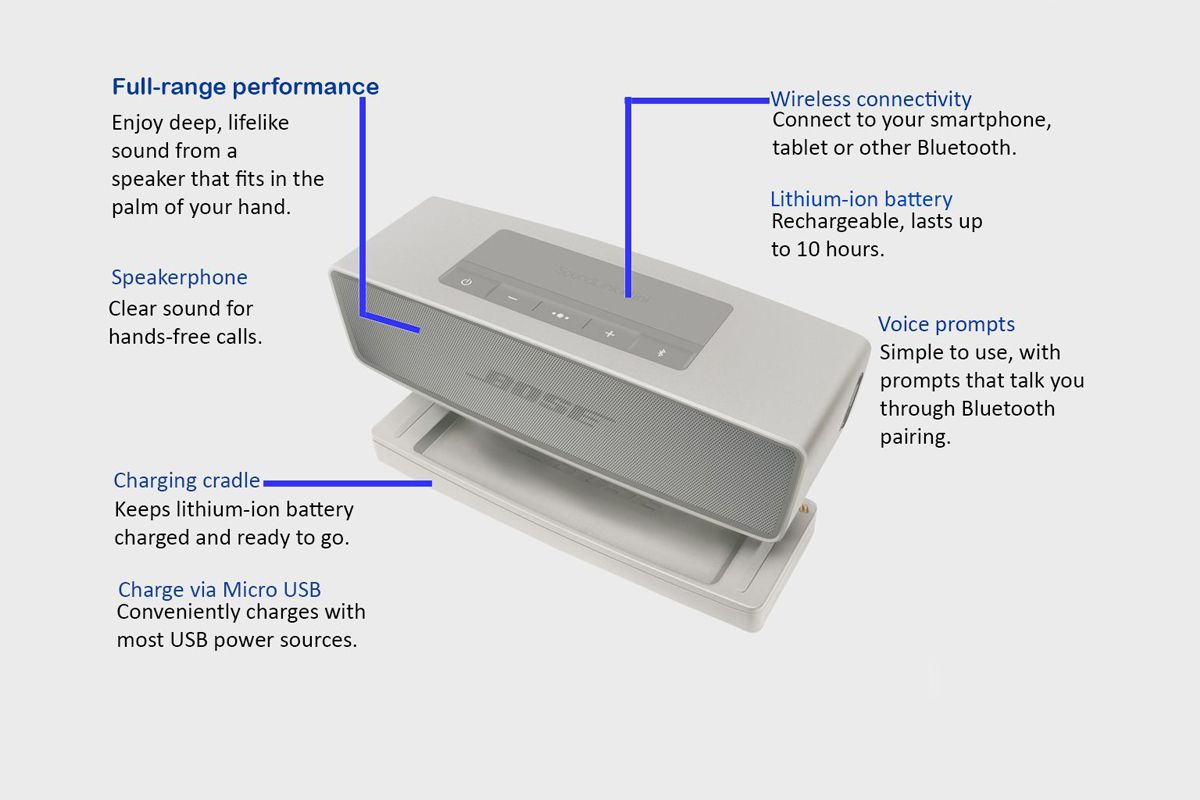 Full-range performance
Enjoy deep, lifelike
sound from a
speaker that fits in the
palm of your hand.
Speakerphone
Clear sound for
hands-free calls.
Charging cradle
Keeps lithium-ion battery
charged and ready to go.
Charge via Micro USB
Conveniently charges with
most USB power sources.
SoundLink Mini
BOSE
Wireless connectivity
Connect to your smartphone,
tablet or other Bluetooth.
Lithium-ion battery
Rechargeable, lasts up
to 10 hours.
Voice prompts
Simple to use, with
prompts that talk you
through Bluetooth
pairing.